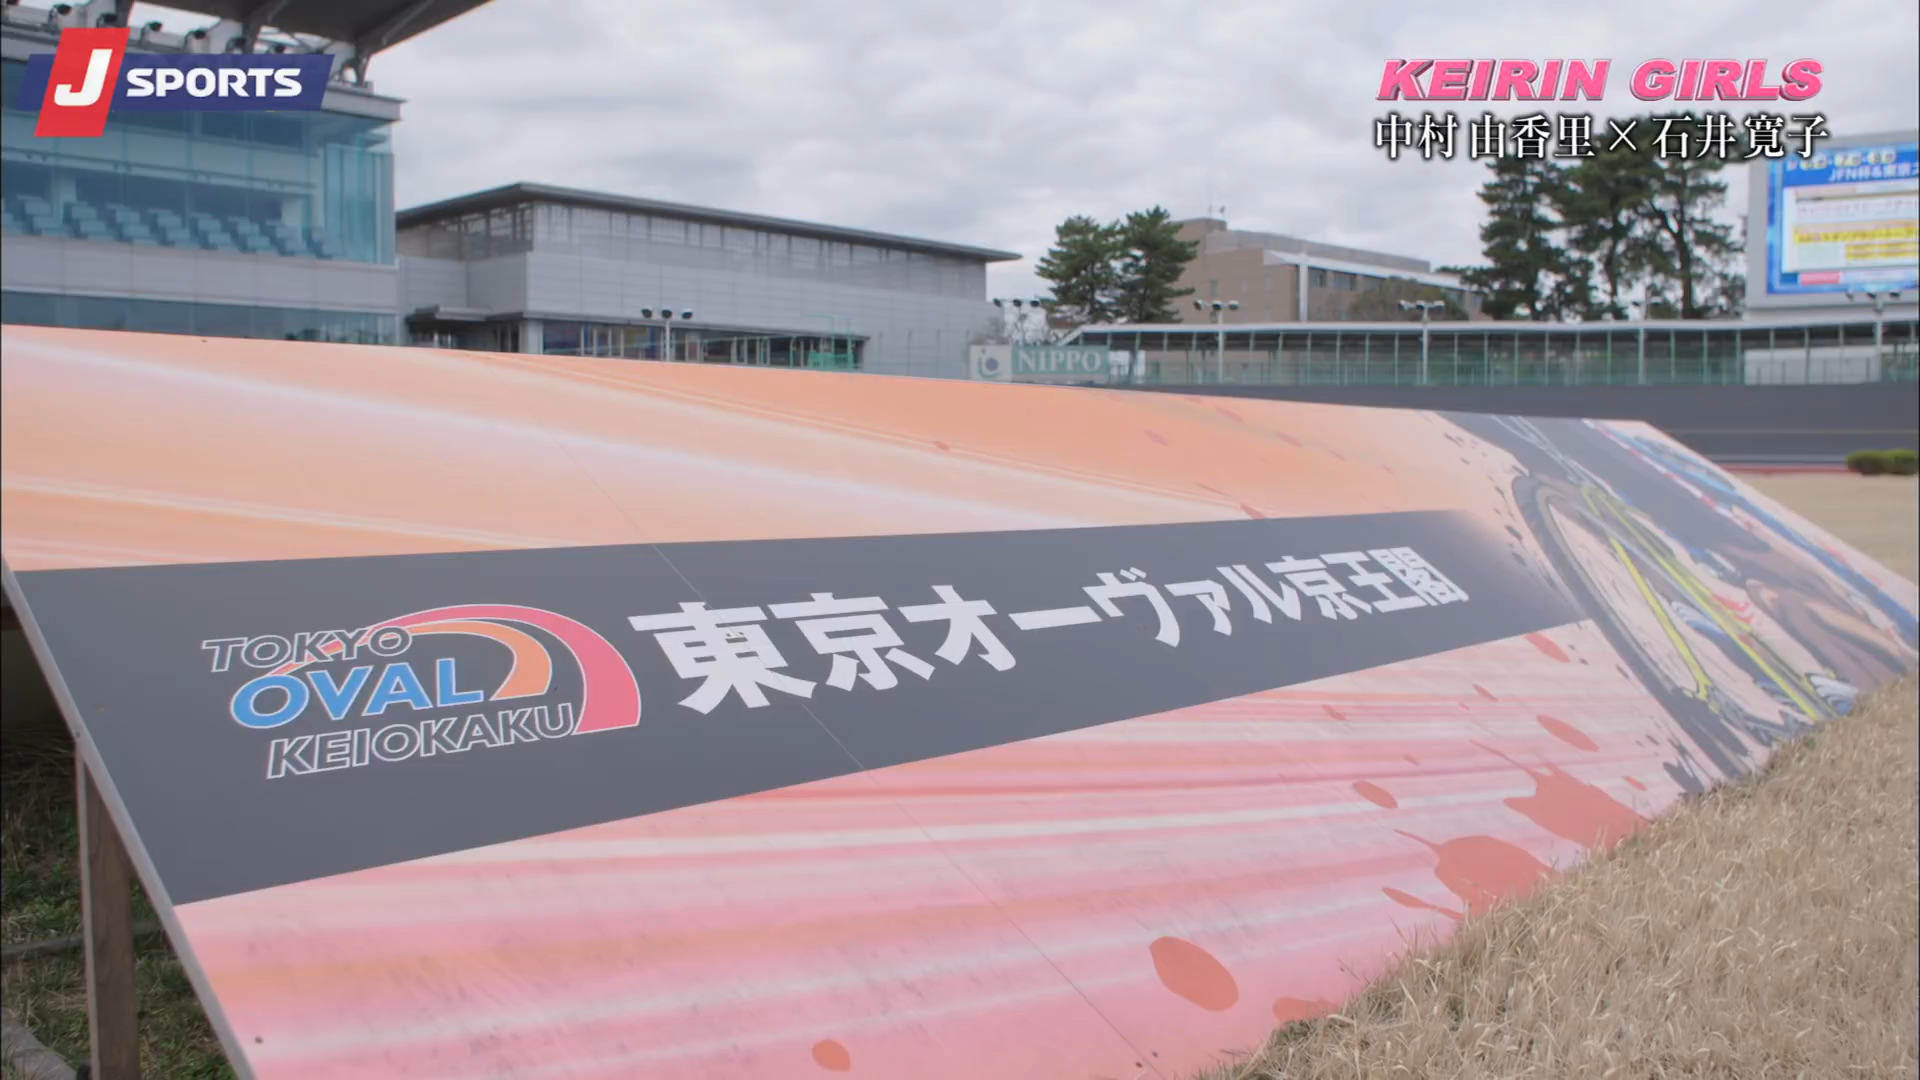 J SPORTS
KEIRIN GIRLS
中村 由香里 × 石井 寛子
NIPPO
TOKYO
OVAL
KEIOKAKU
東京オーヴァル京王閣